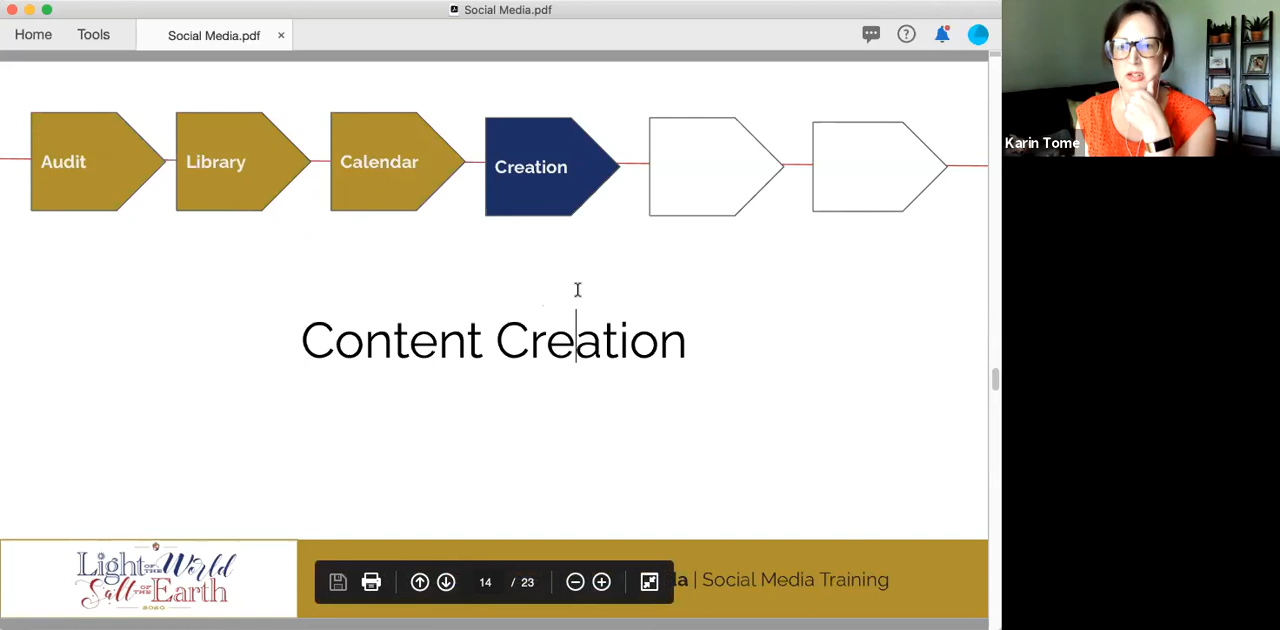 Social Media.pdf
Home Tools Social Media.pdf ×
Karin Tome
Audit Library Calendar Creation
Content Creation
Light OF THE World
Salt OF THE Earth
2020
14 / 23
da | Social Media Training